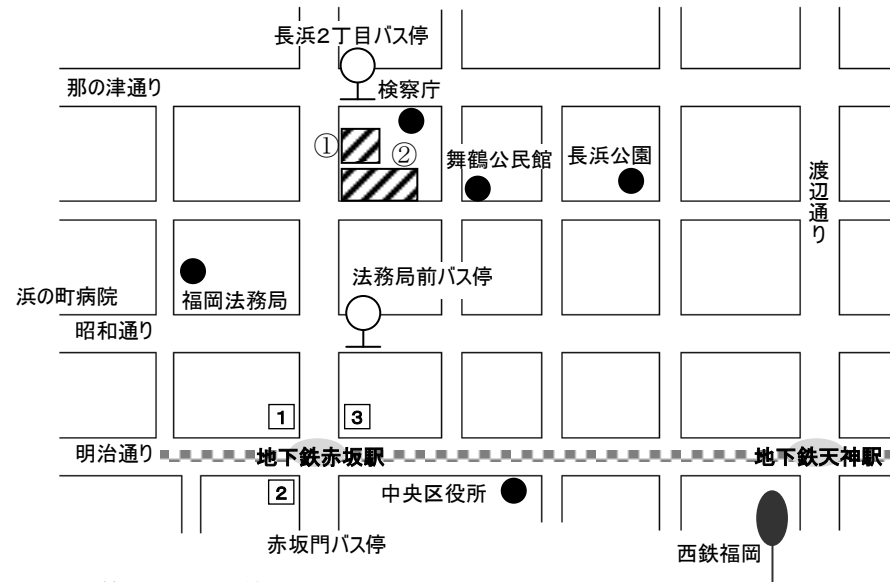 長浜2丁目バス停
那の津通り
検察庁
①
②
舞鶴公民館
長浜公園
渡辺通り
法務局前バス停
浜の町病院
福岡法務局
昭和通り
1
3
明治通り
地下鉄赤坂駅
地下鉄天神駅
2
中央区役所
赤坂門バス停
西鉄福岡